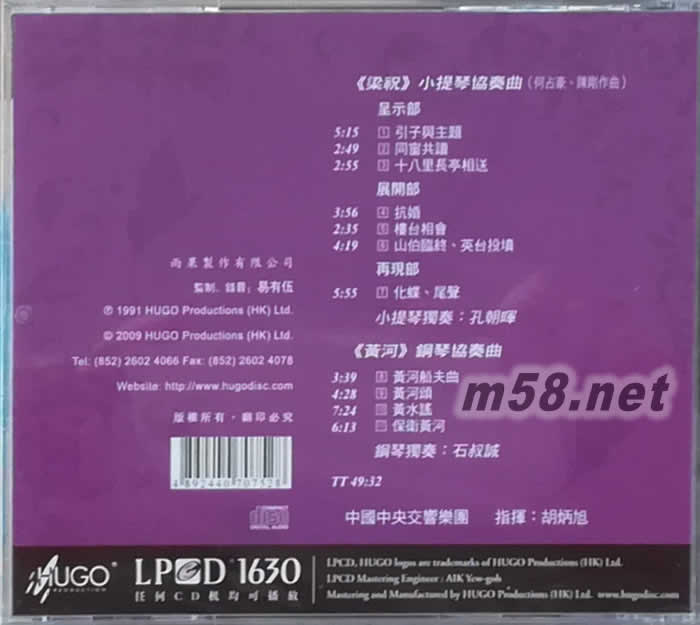 《梁祝》小提琴協奏曲(何占豪、陳剛作曲)
呈示部
5:15 1 引子與主題
2:49 2 同窗共讀
2:55 3 十八里長亭相送
展開部
3:56 4 抗婚
2:35 5 樓台相會
4:19 6 山伯臨終、英台投墳
再現部
5:55 7 化蝶、尾聲
小提琴獨奏:孔朝暉
《黃河》鋼琴協奏曲
3:39 8 黃河船夫曲
4:28 9 黃河頌
7:24 10 黃水謠
6:13 11 保衛黃河
鋼琴獨奏:石叔誠
TT 49:32
中國中央交響樂團 指揮:胡炳旭
雨果製作有限公司
監制、錄音:易有伍
℗ 1991 HUGO Productions (HK) Ltd.
© 2009 HUGO Productions (HK) Ltd.
Tel: (852) 2602 4066 Fax: (852) 2602 4078
Website: http://www.hugodisc.com
版權所有,翻印必究
4 892440 707528
COMPACT
disc
DIGITAL AUDIO
m58.net
HUGO®
PRODUCTION
LPCD 1630
任何CD機均可播放
LPCD, HUGO logos are trademarks of HUGO Productions (HK) Ltd.
LPCD Mastering Engineer : AIK Yew-goh
Mastering and Manufactured by HUGO Productions (HK) Ltd. www.hugodisc.com